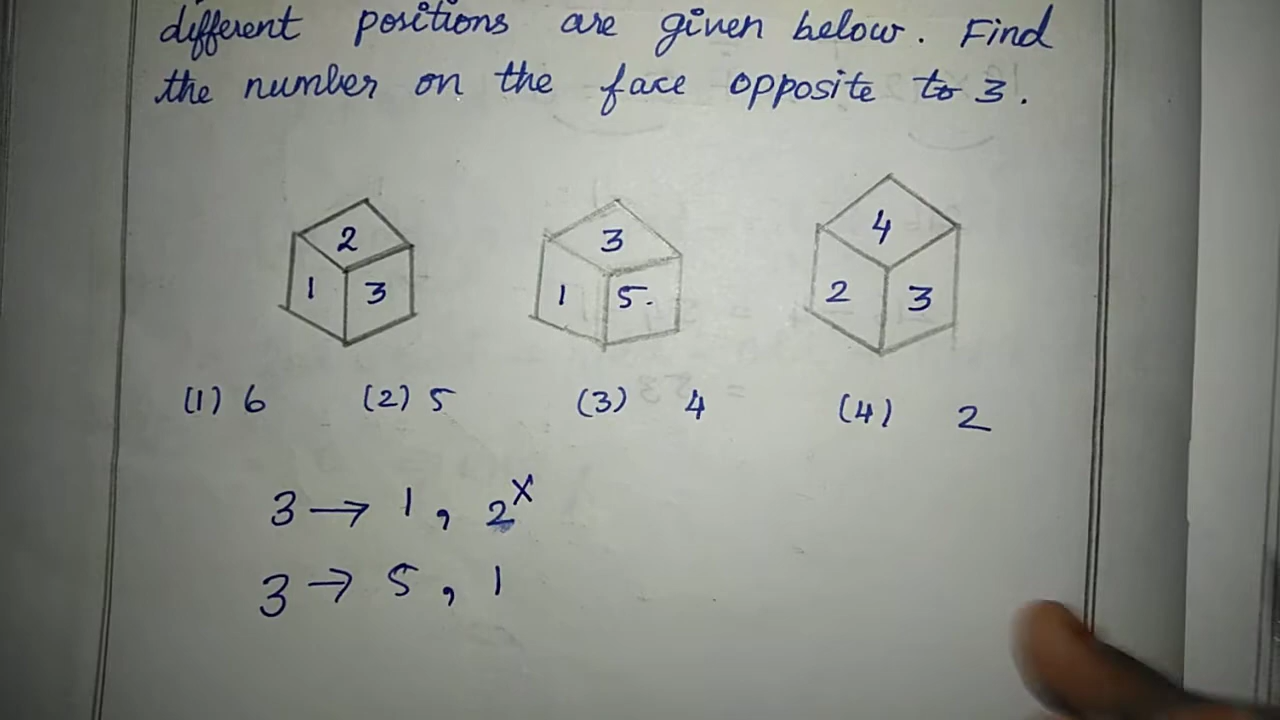 different positions are given below. Find
the number on the face opposite to 3.
2
1 3
3
1 5.
4
2 3
(1) 6 (2) 5 (3) 4 (4) 2
3 → 1, 2 x
3 → 5, 1